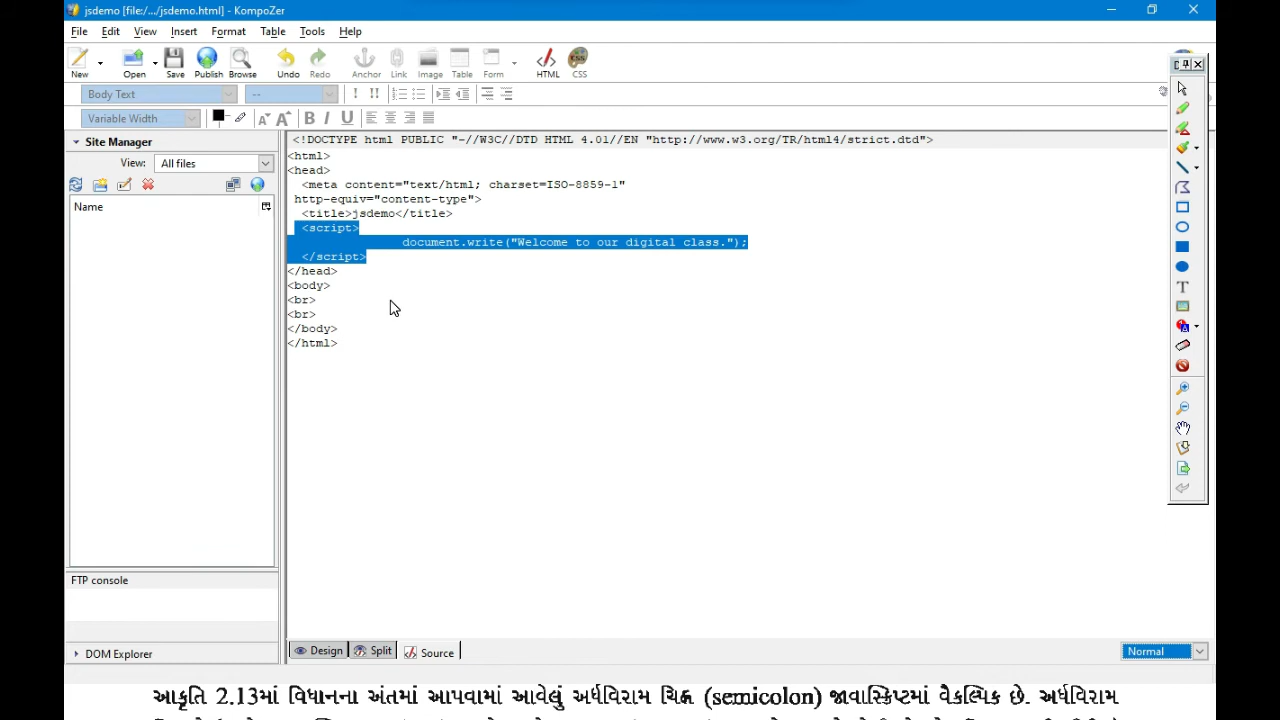 jsdemo [file:/.../jsdemo.html] - KompoZer
File Edit View Insert Format Table Tools Help
New Open Save Publish Browse Undo Redo Anchor Link Image Table Form HTML CSS
Body Text --
Variable Width B I U
Site Manager
View: All files
Name
FTP console
DOM Explorer
<!DOCTYPE html PUBLIC "-//W3C//DTD HTML 4.01//EN "http://www.w3.org/TR/html4/strict.dtd">
<html>
<head>
<meta content="text/html; charset=ISO-8859-1"
http-equiv="content-type">
<title>jsdemo</title>
<script>
document.write("Welcome to our digital class.");
</script>
</head>
<body>
<br>
<br>
</body>
</html>
Design Split Source
Normal
આકૃતિ 2.13માં વિધાનના અંતમાં આપવામાં આવેલું અર્ધવિરામ ચિહ્ન (semicolon) જાવાસ્ક્રિપ્ટમાં વૈકલ્પિક છે. અર્ધવિરામ